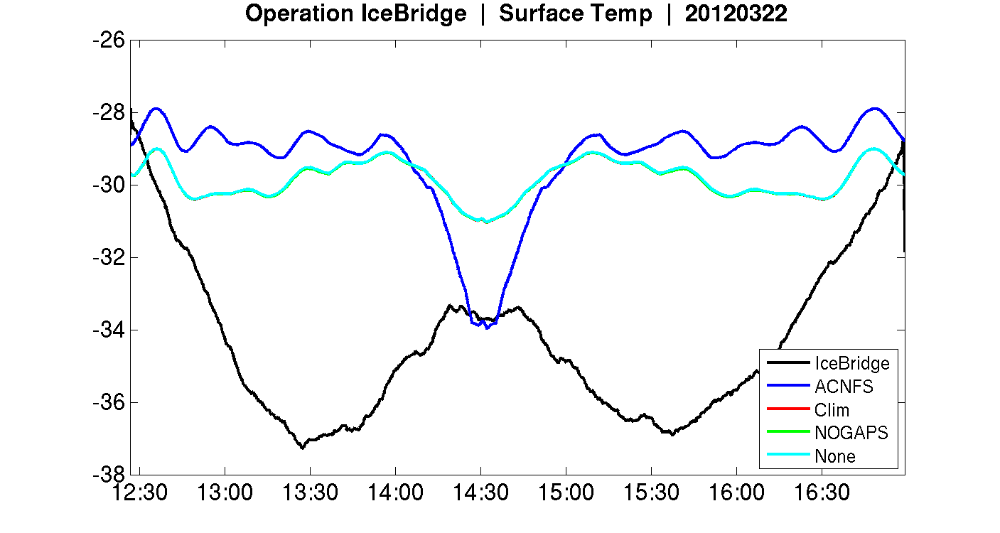 Operation IceBridge | Surface Temp | 20120322
-26
-28
-30
-32
-34
-36
-38
IceBridge
ACNFS
Clim
NOGAPS
None
12:30 13:00 13:30 14:00 14:30 15:00 15:30 16:00 16:30